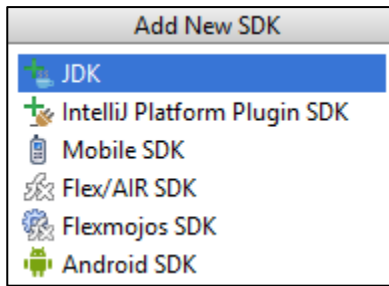 Add New SDK
JDK
IntelliJ Platform Plugin SDK
Mobile SDK
Flex/AIR SDK
Flexmojos SDK
Android SDK